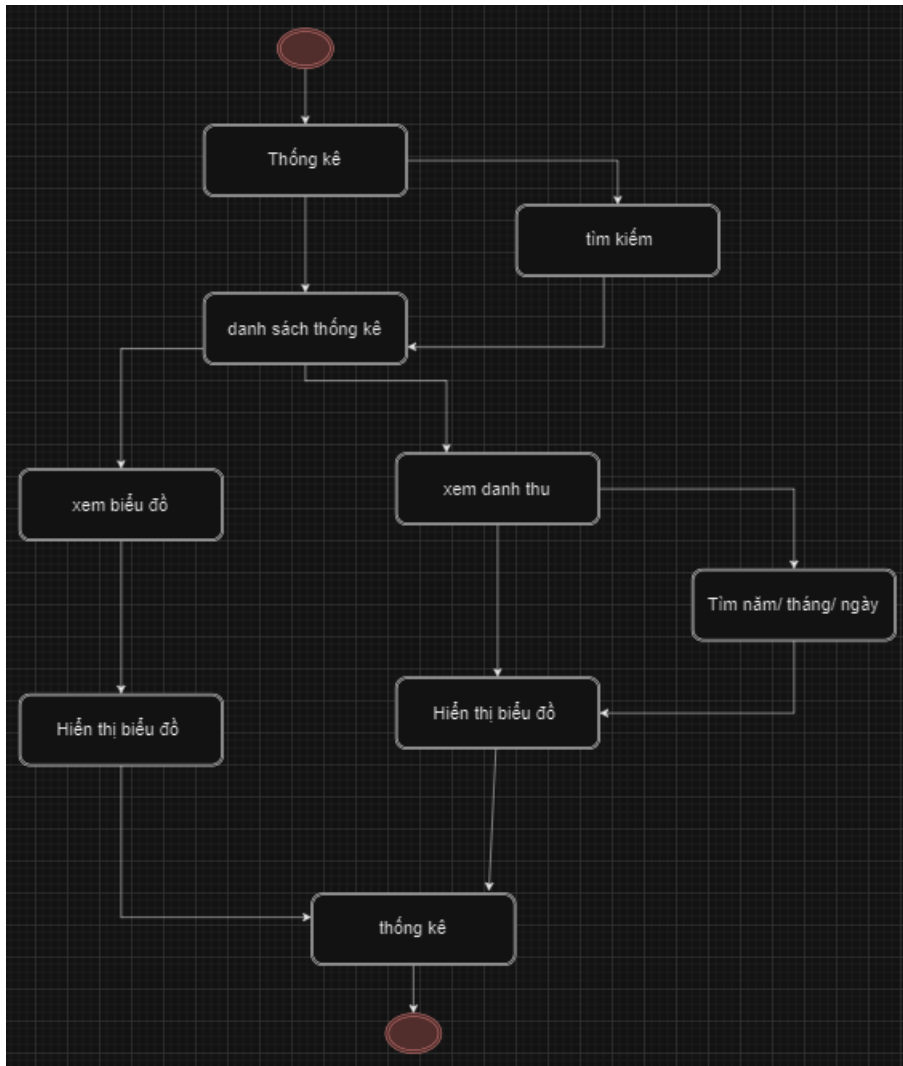 Thống kê
tìm kiếm
danh sách thống kê
xem danh thu
xem biểu đồ
Tìm năm/ tháng/ ngày
Hiển thị biểu đồ
Hiển thị biểu đồ
thống kê